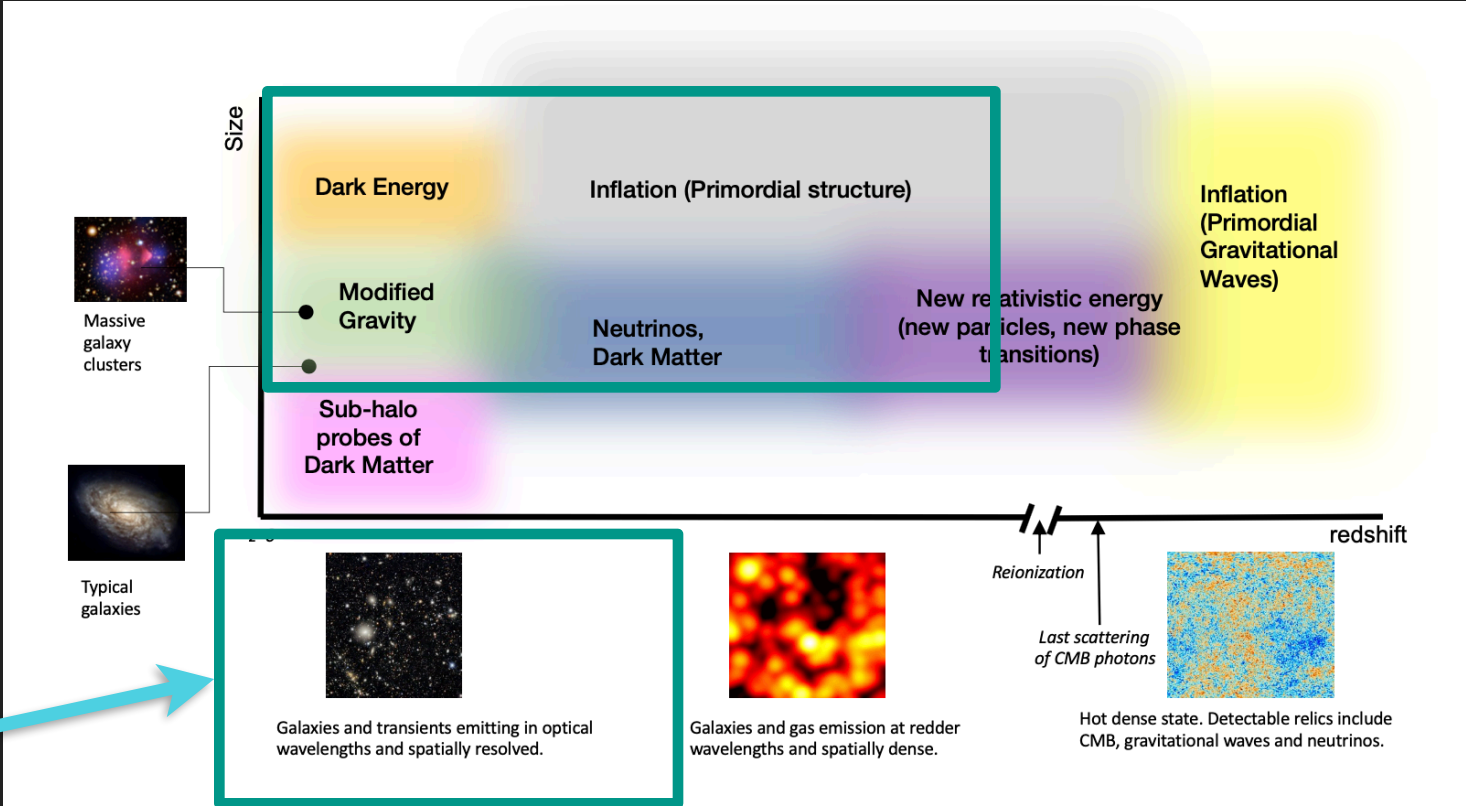 Size
Dark Energy
Inflation (Primordial structure)
Inflation
(Primordial
Gravitational
Waves)
Massive
galaxy
clusters
Modified
Gravity
Neutrinos,
Dark Matter
New relativistic energy
(new particles, new phase
transitions)
Sub-halo
probes of
Dark Matter
Typical
galaxies
redshift
Reionization
Last scattering
of CMB photons
Galaxies and transients emitting in optical
wavelengths and spatially resolved.
Galaxies and gas emission at redder
wavelengths and spatially dense.
Hot dense state. Detectable relics include
CMB, gravitational waves and neutrinos.